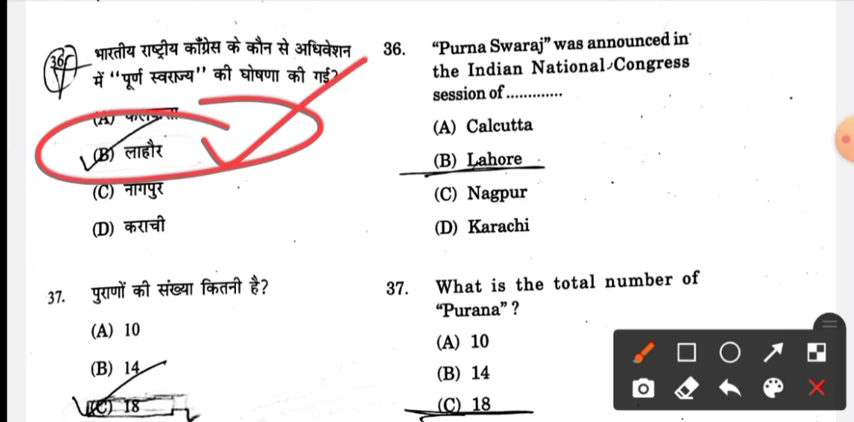 36. भारतीय राष्ट्रीय काँग्रेस के कौन से अधिवेशन
में "पूर्ण स्वराज्य" की घोषणा की गई?
(A)
(B) लाहौर
(C) नागपुर
(D) कराची
37. पुराणों की संख्या कितनी है?
(A) 10
(B) 14
(C) 18
36. "Purna Swaraj" was announced in
the Indian National Congress
session of .............
(A) Calcutta
(B) Lahore
(C) Nagpur
(D) Karachi
37. What is the total number of
"Purana" ?
(A) 10
(B) 14
(C) 18